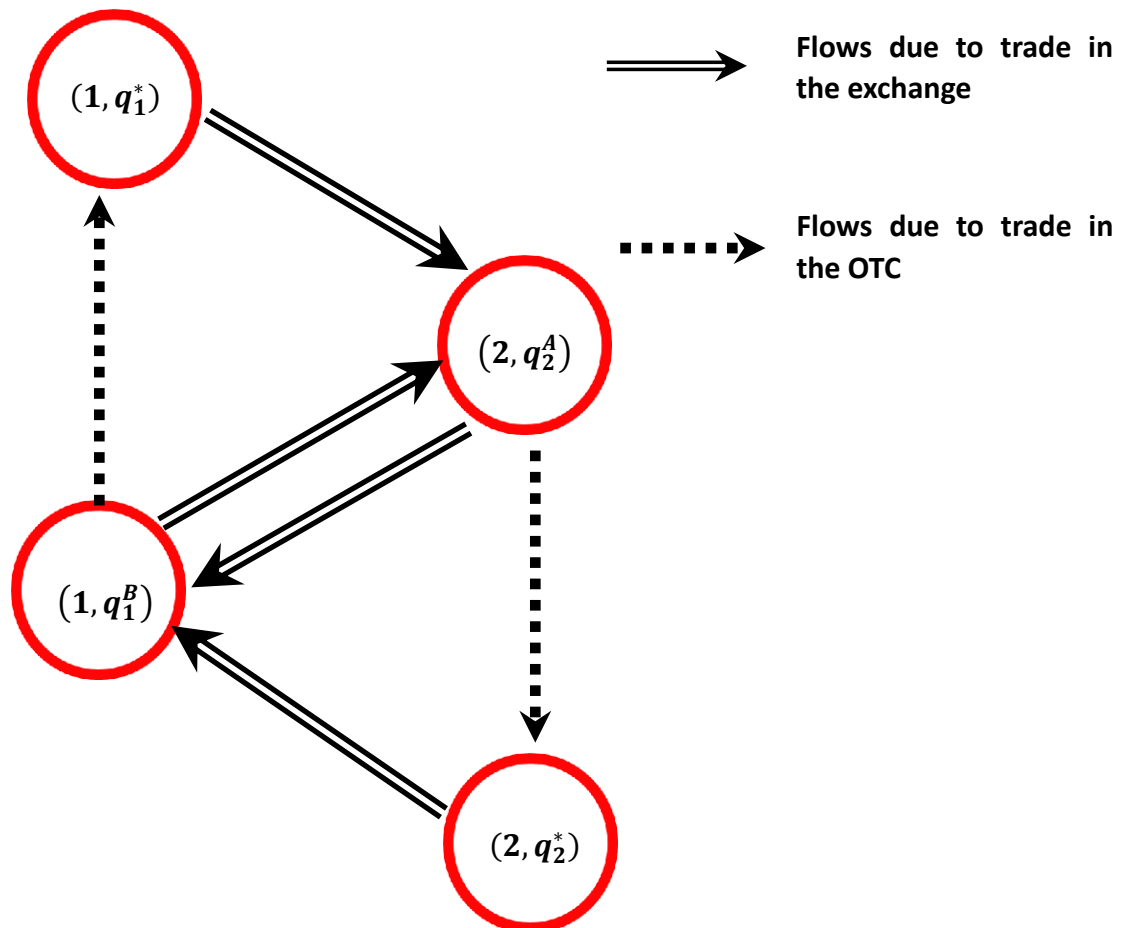 Flows due to trade in
the exchange
(1, q₁*)
Flows due to trade in
the OTC
(2, q₂ᴬ)
(1, q₁ᴮ)
(2, q₂*)